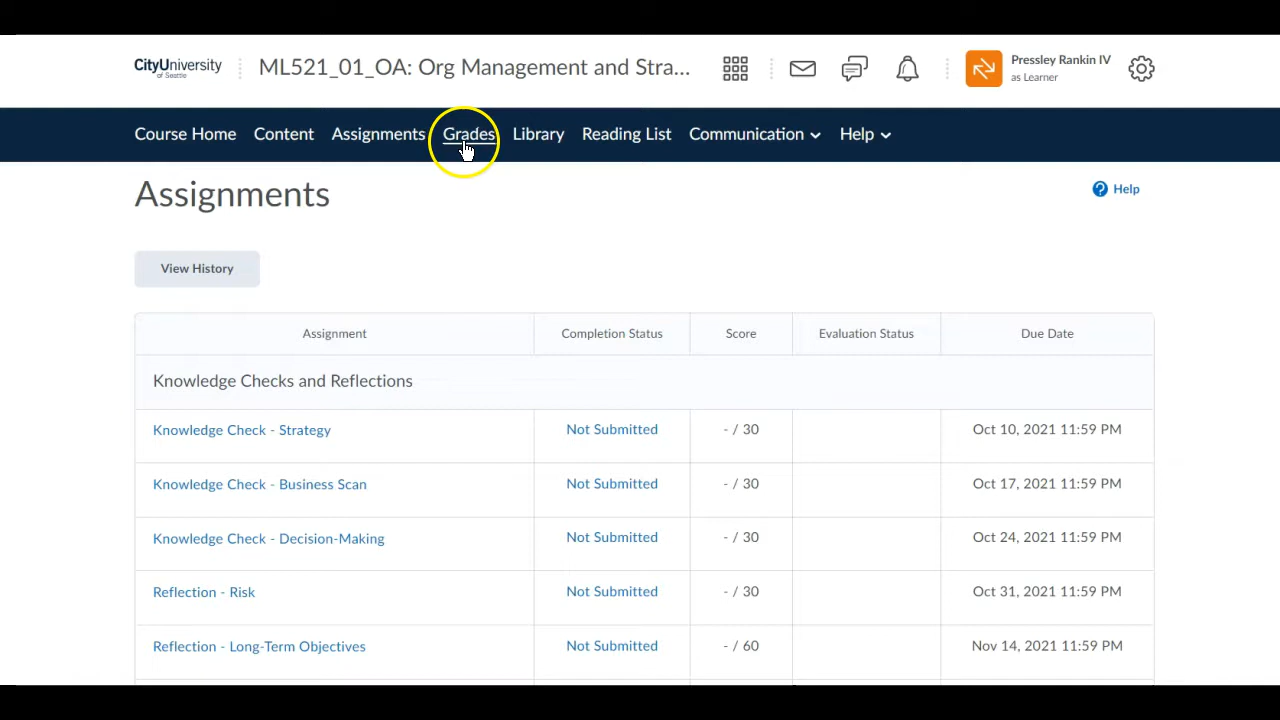 CityUniversity
of Seattle
ML521_01_OA: Org Management and Stra...
Pressley Rankin IV
as Learner
Course Home Content Assignments Grades Library Reading List Communication Help
Assignments
Help
View History
Assignment Completion Status Score Evaluation Status Due Date
Knowledge Checks and Reflections
Knowledge Check - Strategy Not Submitted - / 30 Oct 10, 2021 11:59 PM
Knowledge Check - Business Scan Not Submitted - / 30 Oct 17, 2021 11:59 PM
Knowledge Check - Decision-Making Not Submitted - / 30 Oct 24, 2021 11:59 PM
Reflection - Risk Not Submitted - / 30 Oct 31, 2021 11:59 PM
Reflection - Long-Term Objectives Not Submitted - / 60 Nov 14, 2021 11:59 PM